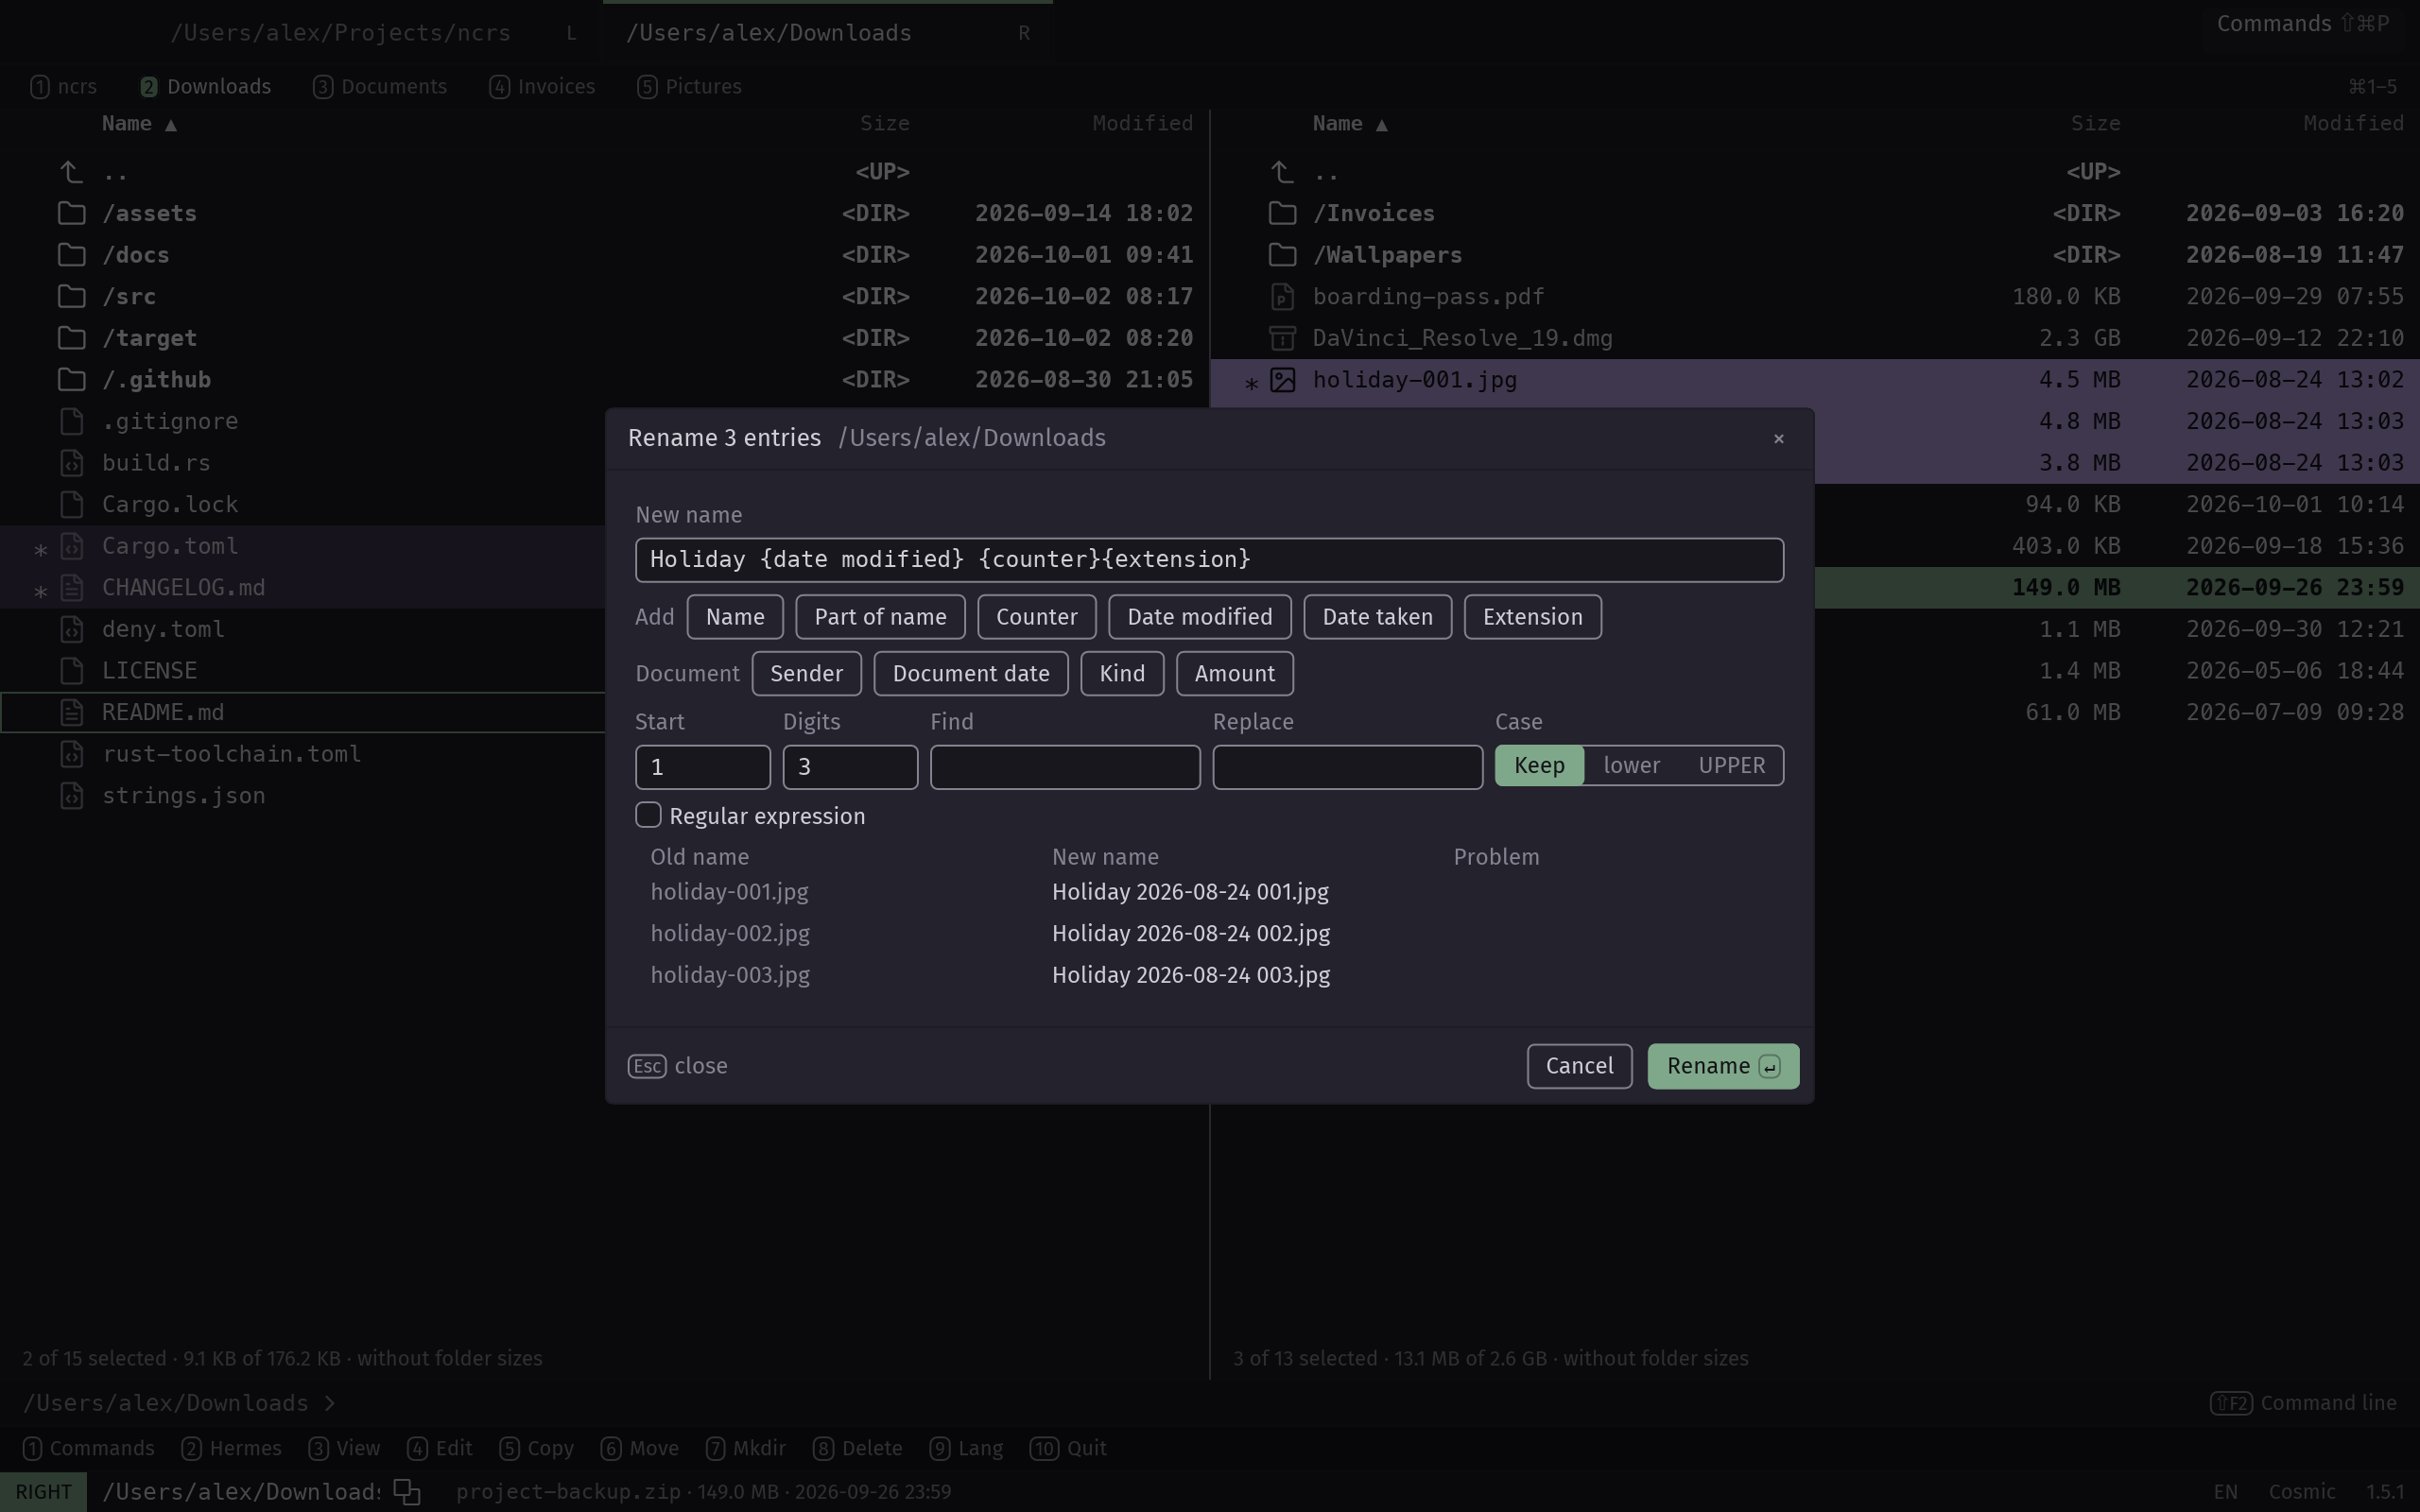 /Users/alex/Projects/ncrs L /Users/alex/Downloads R Commands ⇧⌘P
1 ncrs 2 Downloads 3 Documents 4 Invoices 5 Pictures ⌘1–5
Name ▲ Size Modified
.. <UP>
/assets <DIR> 2026-09-14 18:02
/docs <DIR> 2026-10-01 09:41
/src <DIR> 2026-10-02 08:17
/target <DIR> 2026-10-02 08:20
/.github <DIR> 2026-08-30 21:05
.gitignore
build.rs
Cargo.lock
* Cargo.toml
* CHANGELOG.md
deny.toml
LICENSE
README.md
rust-toolchain.toml
strings.json
2 of 15 selected · 9.1 KB of 176.2 KB · without folder sizes
Name ▲ Size Modified
.. <UP>
/Invoices <DIR> 2026-09-03 16:20
/Wallpapers <DIR> 2026-08-19 11:47
boarding-pass.pdf 180.0 KB 2026-09-29 07:55
DaVinci_Resolve_19.dmg 2.3 GB 2026-09-12 22:10
* holiday-001.jpg 4.5 MB 2026-08-24 13:02
4.8 MB 2026-08-24 13:03
3.8 MB 2026-08-24 13:03
94.0 KB 2026-10-01 10:14
403.0 KB 2026-09-18 15:36
149.0 MB 2026-09-26 23:59
1.1 MB 2026-09-30 12:21
1.4 MB 2026-05-06 18:44
61.0 MB 2026-07-09 09:28
3 of 13 selected · 13.1 MB of 2.6 GB · without folder sizes
Rename 3 entries /Users/alex/Downloads ×
New name
Holiday {date modified} {counter}{extension}
Add Name Part of name Counter Date modified Date taken Extension
Document Sender Document date Kind Amount
Start Digits Find Replace Case
1 3 Keep lower UPPER
Regular expression
Old name New name Problem
holiday-001.jpg Holiday 2026-08-24 001.jpg
holiday-002.jpg Holiday 2026-08-24 002.jpg
holiday-003.jpg Holiday 2026-08-24 003.jpg
Esc close Cancel Rename ↵
/Users/alex/Downloads > ⇧F2 Command line
1 Commands 2 Hermes 3 View 4 Edit 5 Copy 6 Move 7 Mkdir 8 Delete 9 Lang 10 Quit
RIGHT /Users/alex/Downloads project-backup.zip · 149.0 MB · 2026-09-26 23:59 EN Cosmic 1.5.1